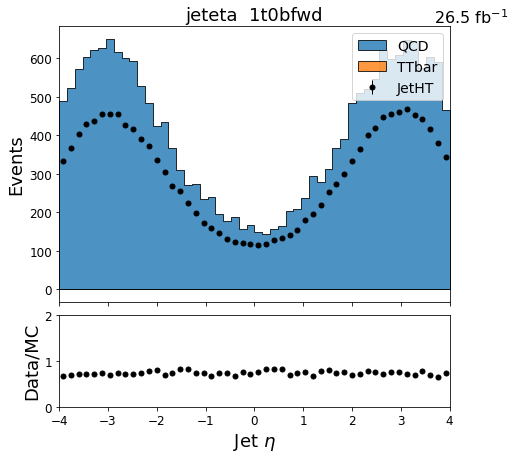 jeteta 1t0bfwd
26.5 fb⁻¹
QCD
TTbar
JetHT
Events
600
500
400
300
200
100
0
Data/MC
2
1
0
−4 −3 −2 −1 0 1 2 3 4
Jet η